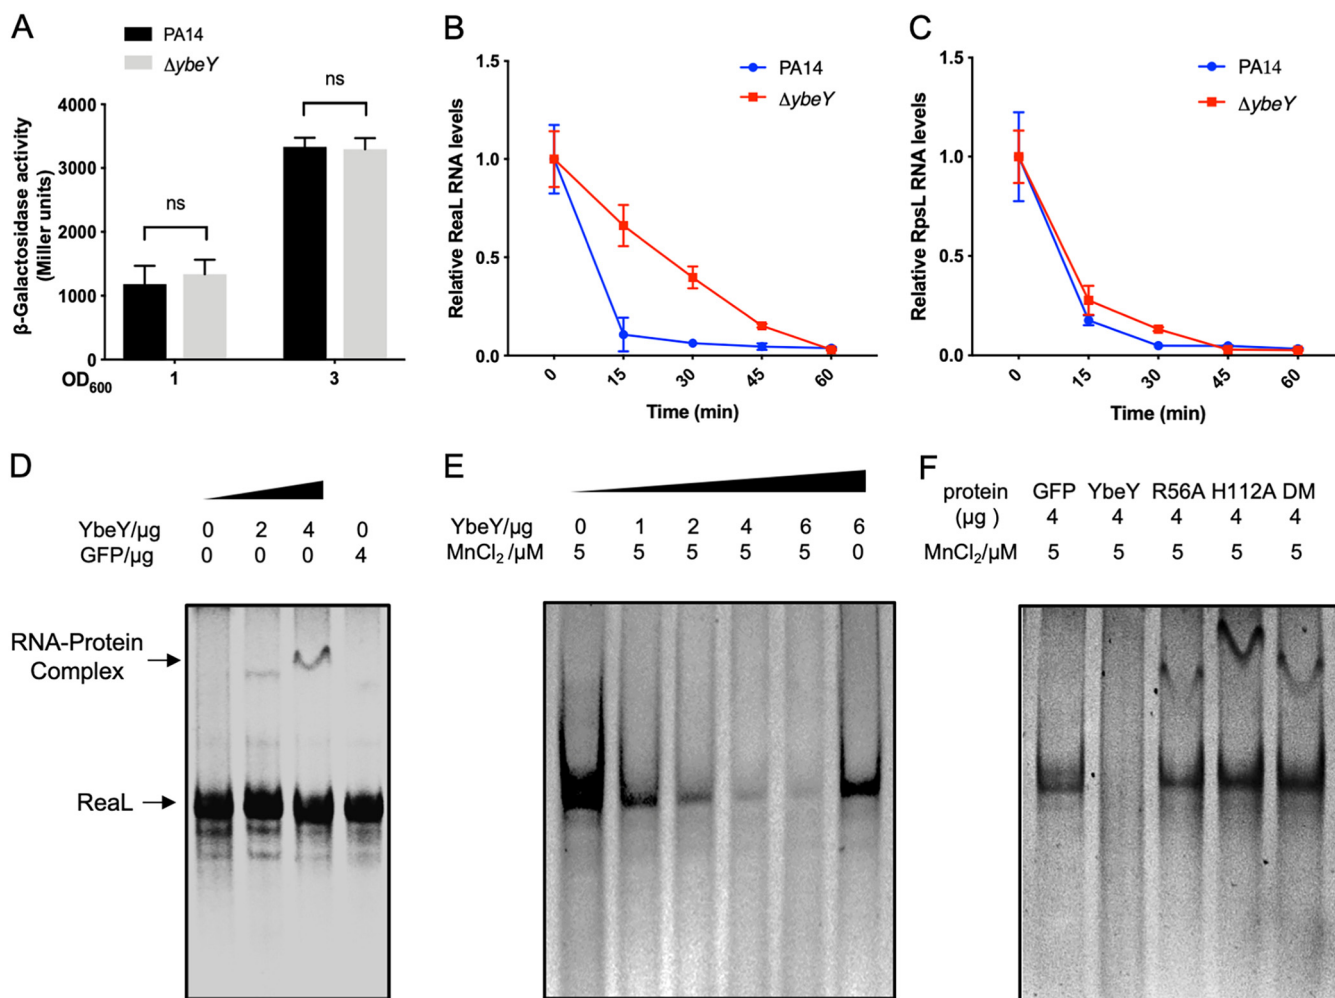 A
PA14
ΔybeY
β-Galactosidase activity
(Miller units)
4000
3000
2000
1000
0
ns
ns
OD600
1
3
B
PA14
ΔybeY
Relative ReaL RNA levels
1.5
1.0
0.5
0.0
0
15
30
45
60
Time (min)
C
PA14
ΔybeY
Relative RpsL RNA levels
1.5
1.0
0.5
0.0
0
15
30
45
60
Time (min)
D
YbeY/μg 0 2 4 0
GFP/μg 0 0 0 4
RNA-Protein
Complex
ReaL
E
YbeY/μg 0 1 2 4 6 6
MnCl2/μM 5 5 5 5 5 0
F
protein GFP YbeY R56A H112A DM
(μg ) 4 4 4 4 4
MnCl2/μM 5 5 5 5 5